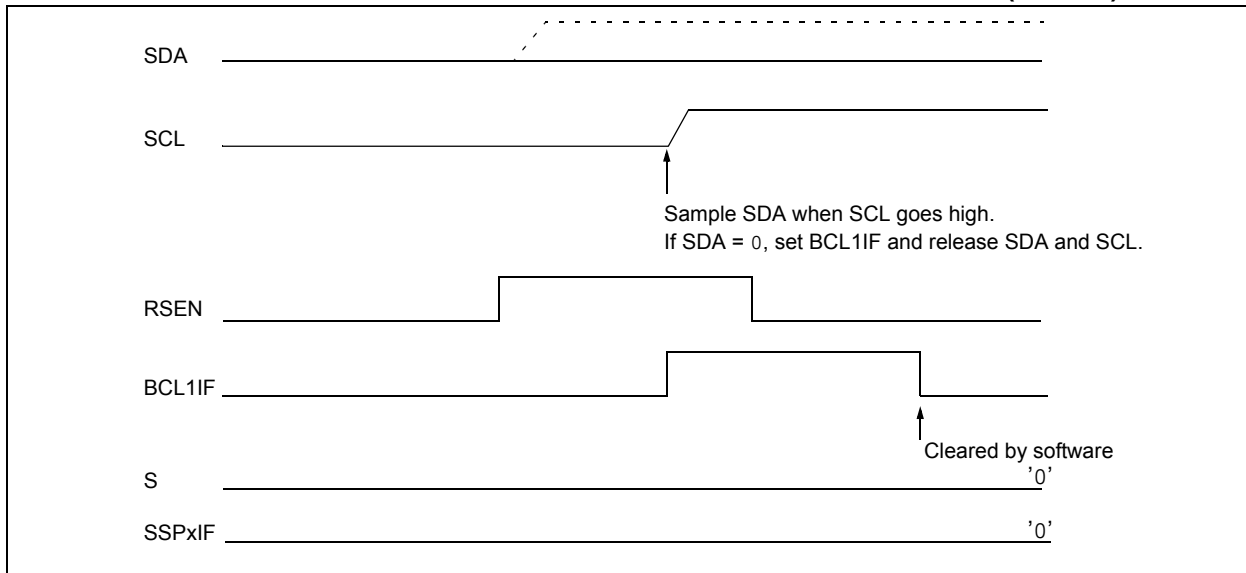 SDA
SCL
Sample SDA when SCL goes high.
If SDA = 0, set BCL1IF and release SDA and SCL.
RSEN
BCL1IF
Cleared by software
S
'0'
SSPxIF
'0'